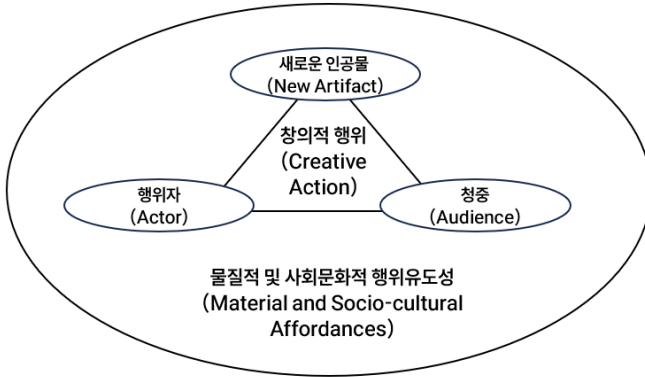 새로운 인공물
(New Artifact)
창의적 행위
(Creative
Action)
행위자
(Actor)
청중
(Audience)
물질적 및 사회문화적 행위유도성
(Material and Socio-cultural
Affordances)